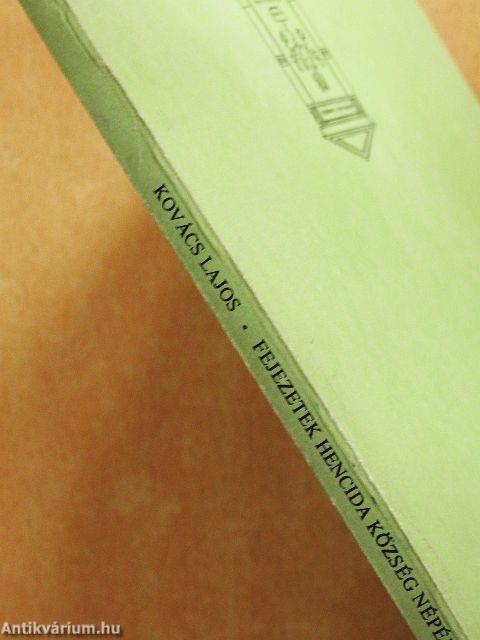 KOVÁCS LAJOS • FEJEZETEK HENCIDA KÖZSÉG NÉPÉ
Antikvárium.hu